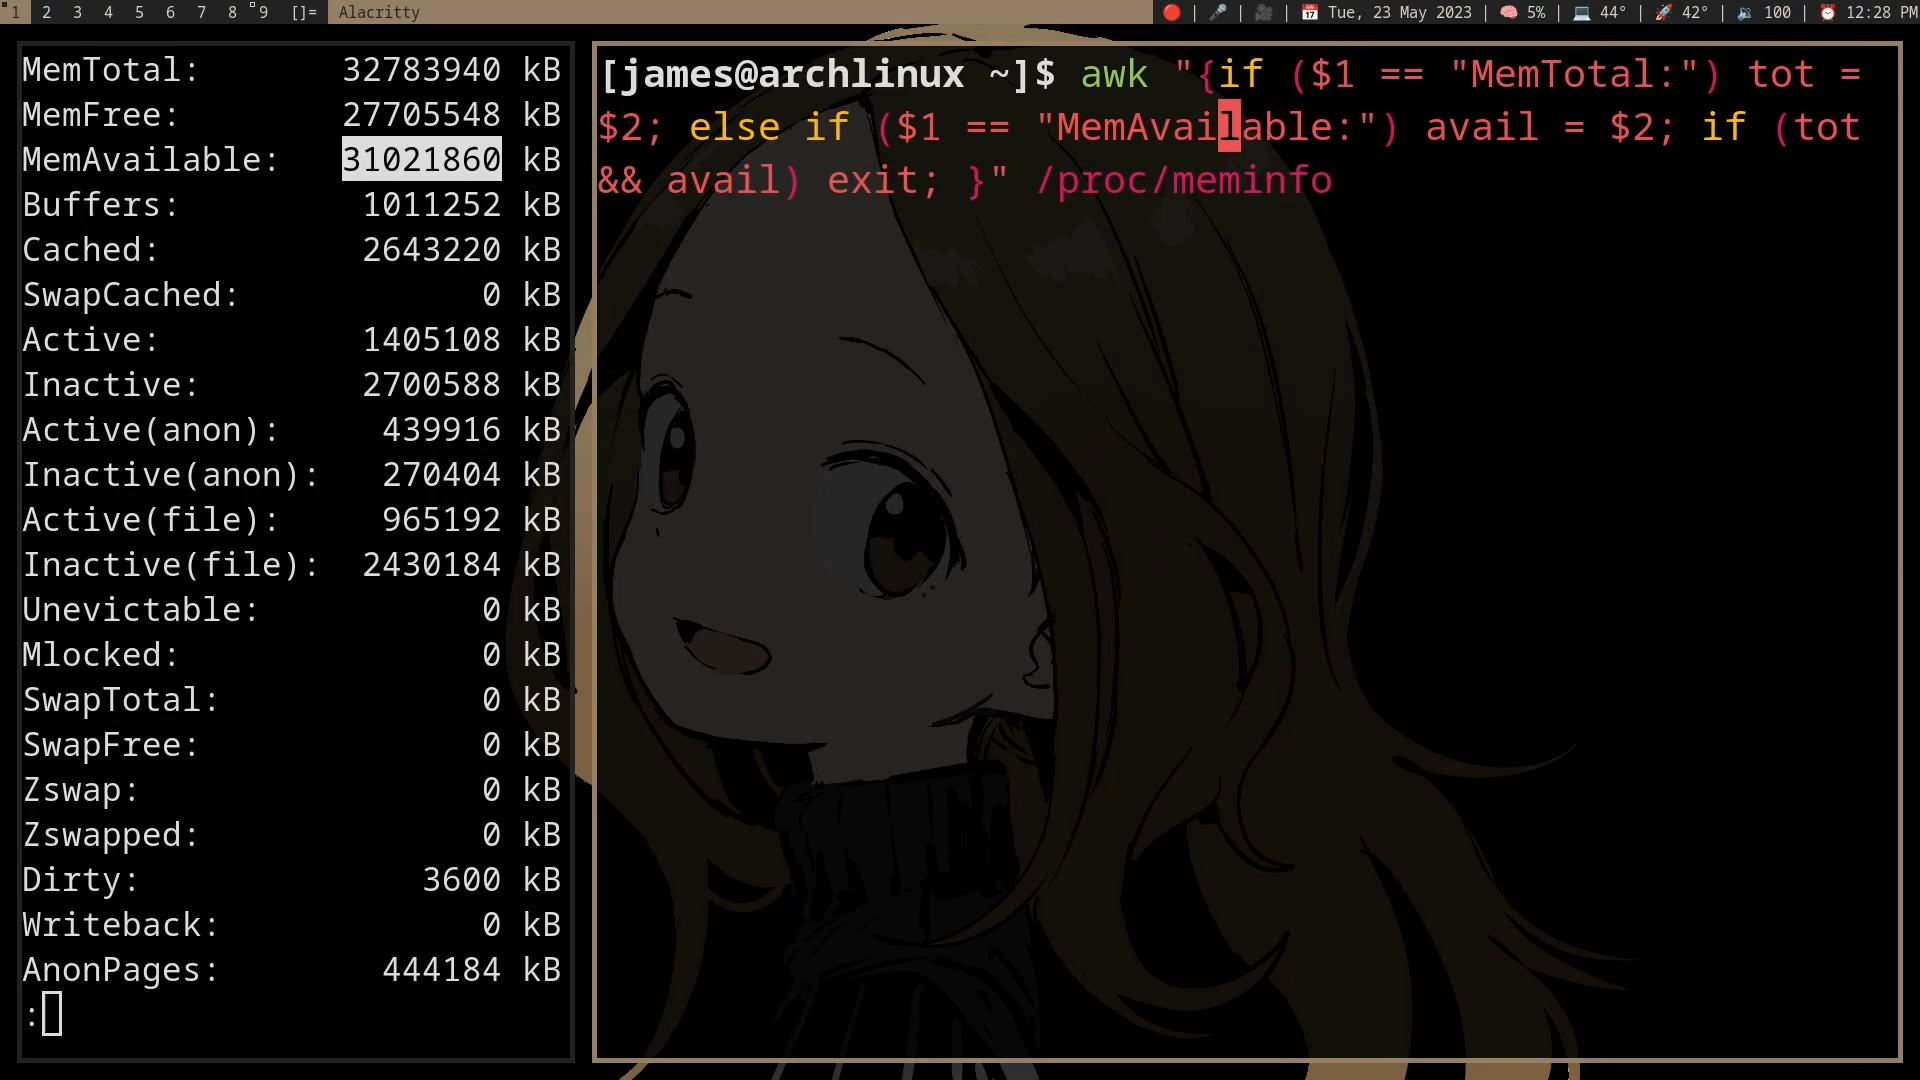 1 2 3 4 5 6 7 8 9 []= Alacritty | | | Tue, 23 May 2023 | 5% | 44° | 42° | 100 | 12:28 PM
MemTotal: 32783940 kB
MemFree: 27705548 kB
MemAvailable: 31021860 kB
Buffers: 1011252 kB
Cached: 2643220 kB
SwapCached: 0 kB
Active: 1405108 kB
Inactive: 2700588 kB
Active(anon): 439916 kB
Inactive(anon): 270404 kB
Active(file): 965192 kB
Inactive(file): 2430184 kB
Unevictable: 0 kB
Mlocked: 0 kB
SwapTotal: 0 kB
SwapFree: 0 kB
Zswap: 0 kB
Zswapped: 0 kB
Dirty: 3600 kB
Writeback: 0 kB
AnonPages: 444184 kB
:
[james@archlinux ~]$ awk "{if ($1 == "MemTotal:") tot =
$2; else if ($1 == "MemAvailable:") avail = $2; if (tot
&& avail) exit; }" /proc/meminfo